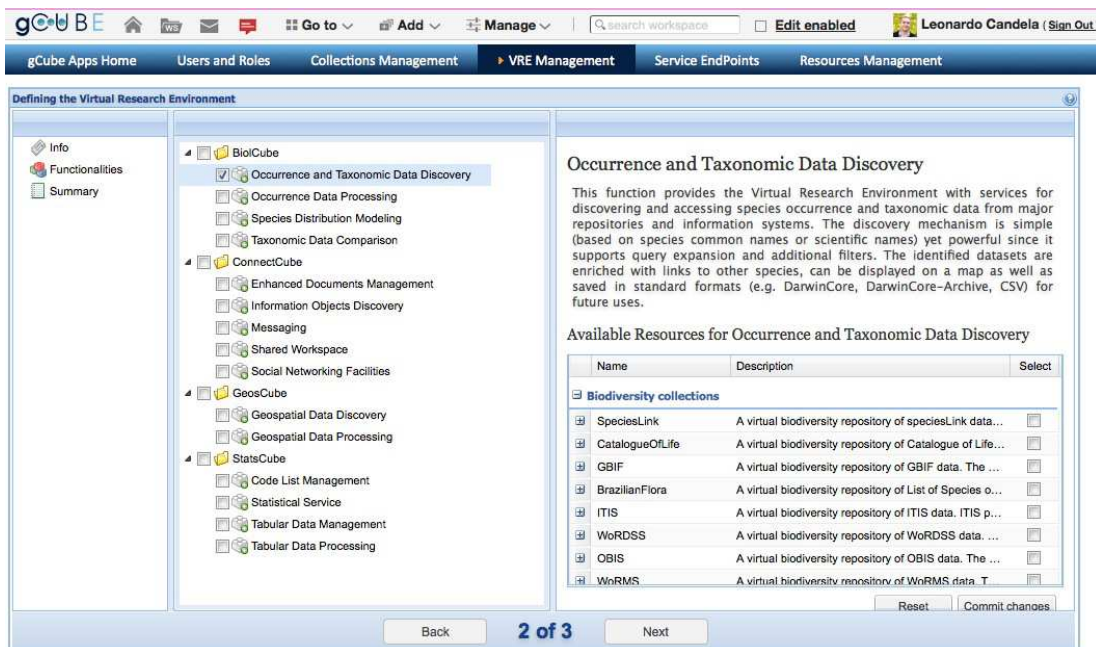 gCUBE Go to Add Manage search workspace Edit enabled Leonardo Candela (Sign Out
gCube Apps Home Users and Roles Collections Management VRE Management Service EndPoints Resources Management
Defining the Virtual Research Environment
Info
Functionalities
Summary
BiolCube
Occurrence and Taxonomic Data Discovery
Occurrence Data Processing
Species Distribution Modeling
Taxonomic Data Comparison
ConnectCube
Enhanced Documents Management
Information Objects Discovery
Messaging
Shared Workspace
Social Networking Facilities
GeosCube
Geospatial Data Discovery
Geospatial Data Processing
StatsCube
Code List Management
Statistical Service
Tabular Data Management
Tabular Data Processing
Occurrence and Taxonomic Data Discovery
This function provides the Virtual Research Environment with services for
discovering and accessing species occurrence and taxonomic data from major
repositories and information systems. The discovery mechanism is simple
(based on species common names or scientific names) yet powerful since it
supports query expansion and additional filters. The identified datasets are
enriched with links to other species, can be displayed on a map as well as
saved in standard formats (e.g. DarwinCore, DarwinCore-Archive, CSV) for
future uses.
Available Resources for Occurrence and Taxonomic Data Discovery
Name Description Select
Biodiversity collections
SpeciesLink A virtual biodiversity repository of speciesLink data...
CatalogueOfLife A virtual biodiversity repository of Catalogue of Life...
GBIF A virtual biodiversity repository of GBIF data. The ...
BrazilianFlora A virtual biodiversity repository of List of Species o...
ITIS A virtual biodiversity repository of ITIS data. ITIS p...
WoRDSS A virtual biodiversity repository of WoRDSS data. ...
OBIS A virtual biodiversity repository of OBIS data. The ...
WoRMS A virtual biodiversity repository of WoRMS data. T...
Reset Commit changes
Back 2 of 3 Next